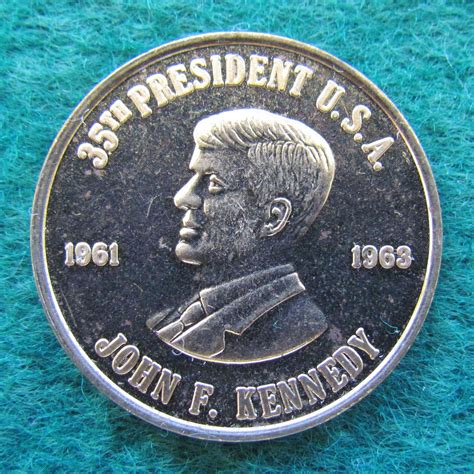 35TH PRESIDENT U.S.A.
1961
1963
JOHN F. KENNEDY